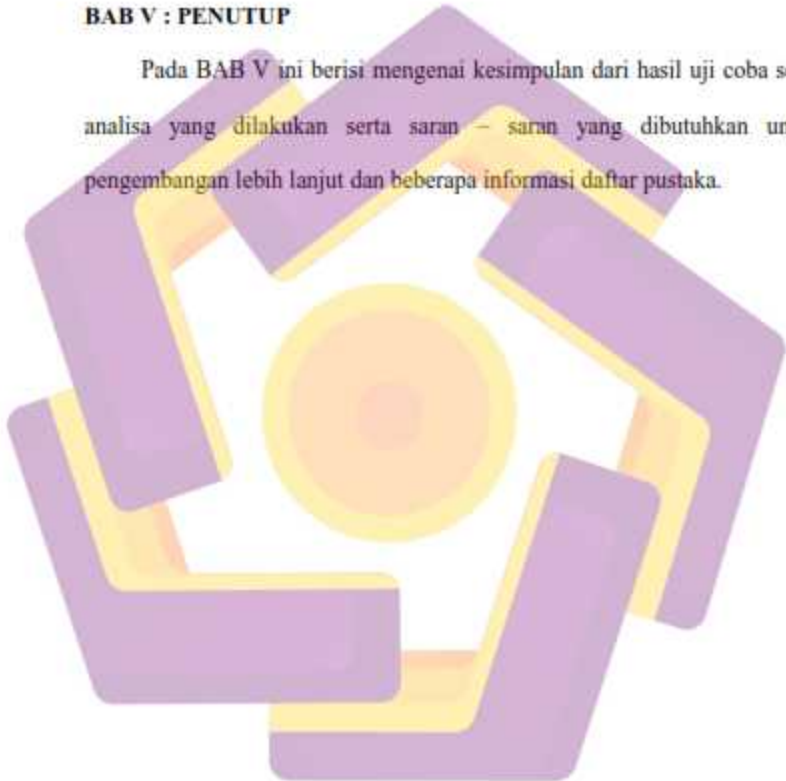 BAB V : PENUTUP
Pada BAB V ini berisi mengenai kesimpulan dari hasil uji coba
analisa yang dilakukan serta saran – saran yang dibutuhkan
pengembangan lebih lanjut dan beberapa informasi daftar pustaka.